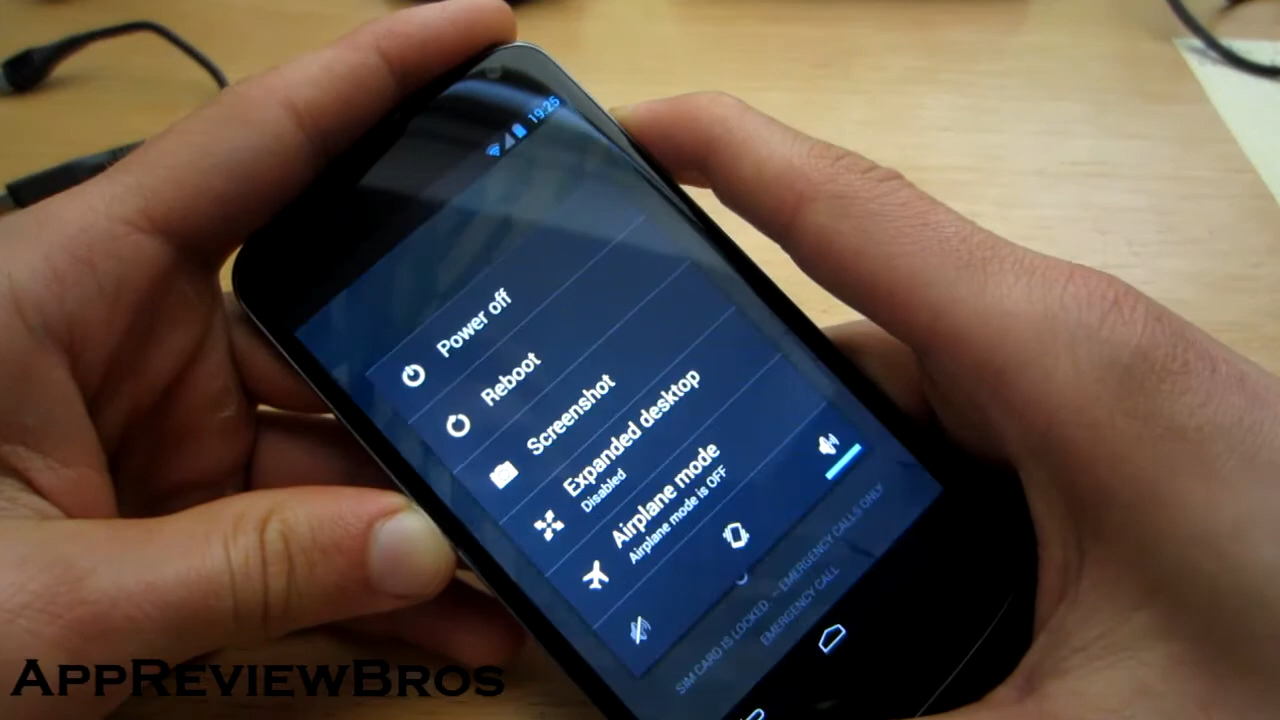 19:25
Power off
Reboot
Screenshot
Expanded desktop
Disabled
Airplane mode
Airplane mode is OFF
SIM CARD IS LOCKED. — EMERGENCY CALLS ONLY
EMERGENCY CALL
AppReviewBros